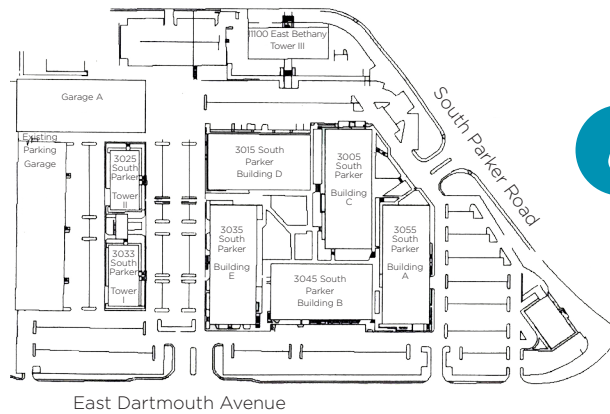 11100 East Bethany
Tower III
Garage A
South Parker Road
Existing
Parking
Garage
3025
South
Parker
Tower
II
3015 South
Parker
Building D
3005
South
Parker
Building
C
3033
South
Parker
Tower
I
3035
South
Parker
Building
E
3055
South
Parker
Building
A
3045 South
Parker
Building B
East Dartmouth Avenue